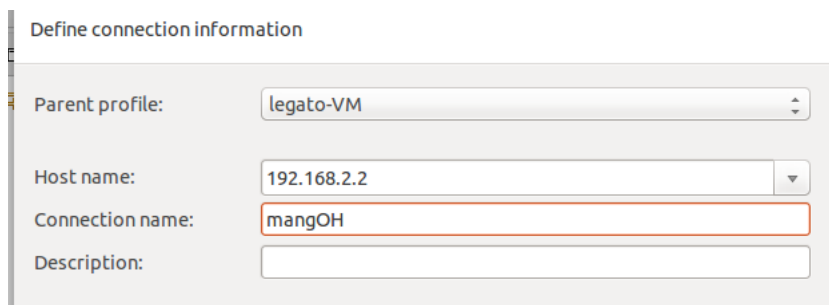 Define connection information
Parent profile: legato-VM
Host name: 192.168.2.2
Connection name: mangOH
Description: